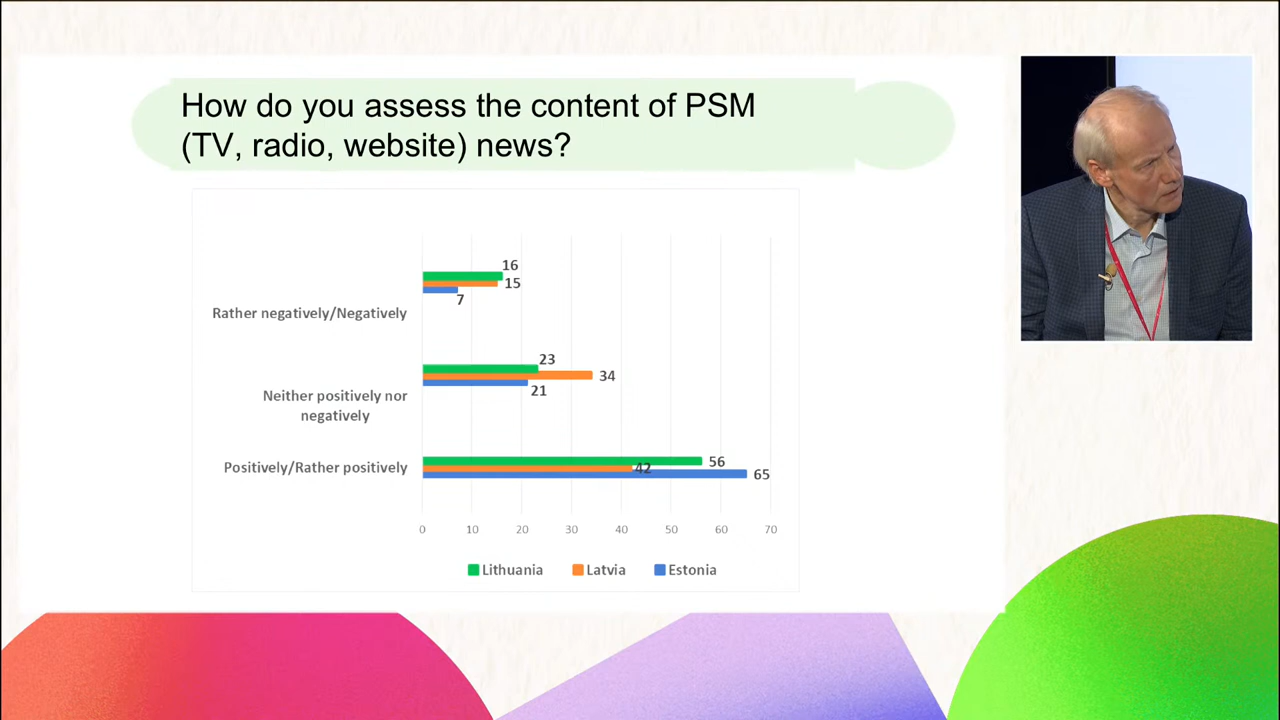 How do you assess the content of PSM
(TV, radio, website) news?
16
15
7
Rather negatively/Negatively
23
34
21
Neither positively nor
negatively
56
42
65
Positively/Rather positively
0 10 20 30 40 50 60 70
Lithuania Latvia Estonia